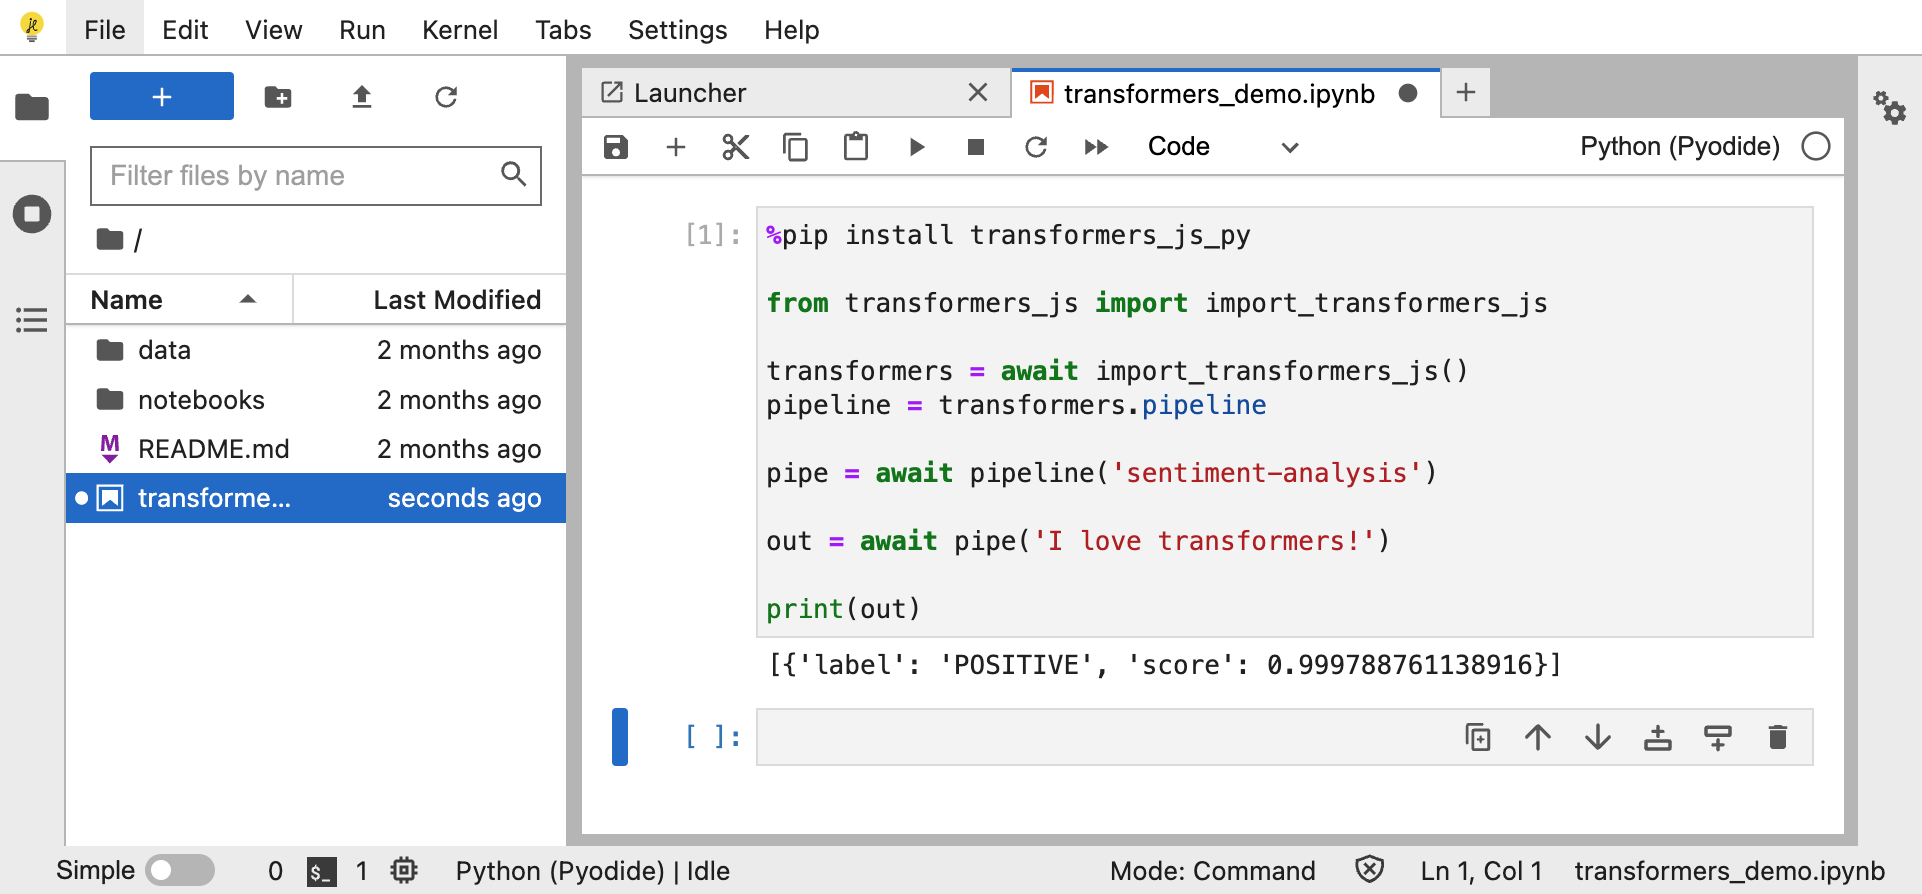 File Edit View Run Kernel Tabs Settings Help
Launcher
transformers_demo.ipynb
Filter files by name
/
Name Last Modified
data 2 months ago
notebooks 2 months ago
README.md 2 months ago
transforme... seconds ago
Code
Python (Pyodide)
[1]:
%pip install transformers_js_py
from transformers_js import import_transformers_js
transformers = await import_transformers_js()
pipeline = transformers.pipeline
pipe = await pipeline('sentiment-analysis')
out = await pipe('I love transformers!')
print(out)
[{'label': 'POSITIVE', 'score': 0.999788761138916}]
[ ]:
Simple 0 $_ 1 Python (Pyodide) | Idle Mode: Command Ln 1, Col 1 transformers_demo.ipynb